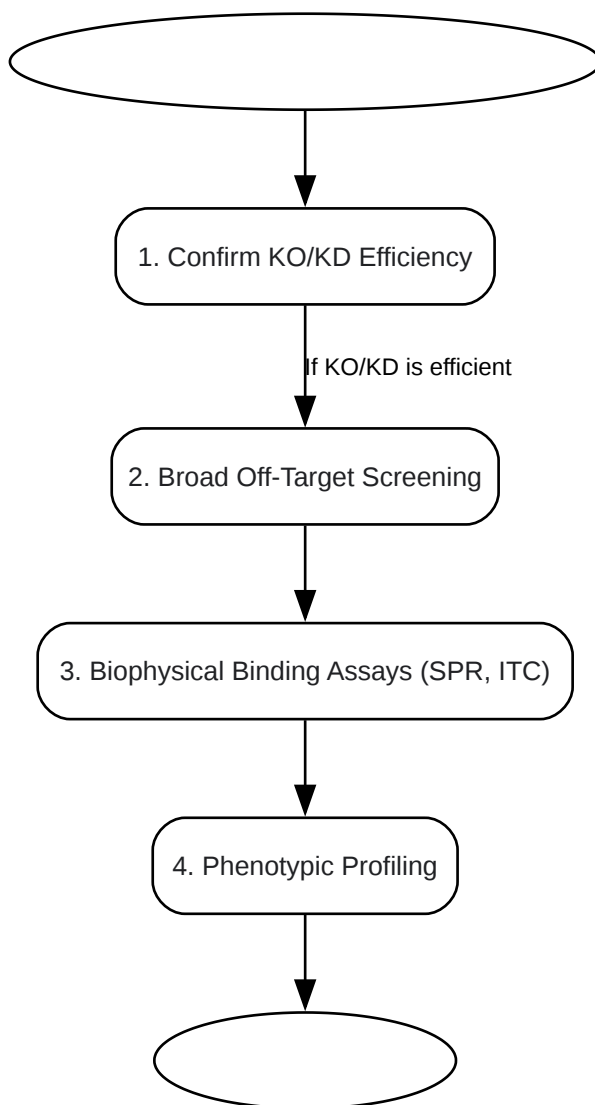 1. Confirm KO/KD Efficiency
If KO/KD is efficient
2. Broad Off-Target Screening
3. Biophysical Binding Assays (SPR, ITC)
4. Phenotypic Profiling